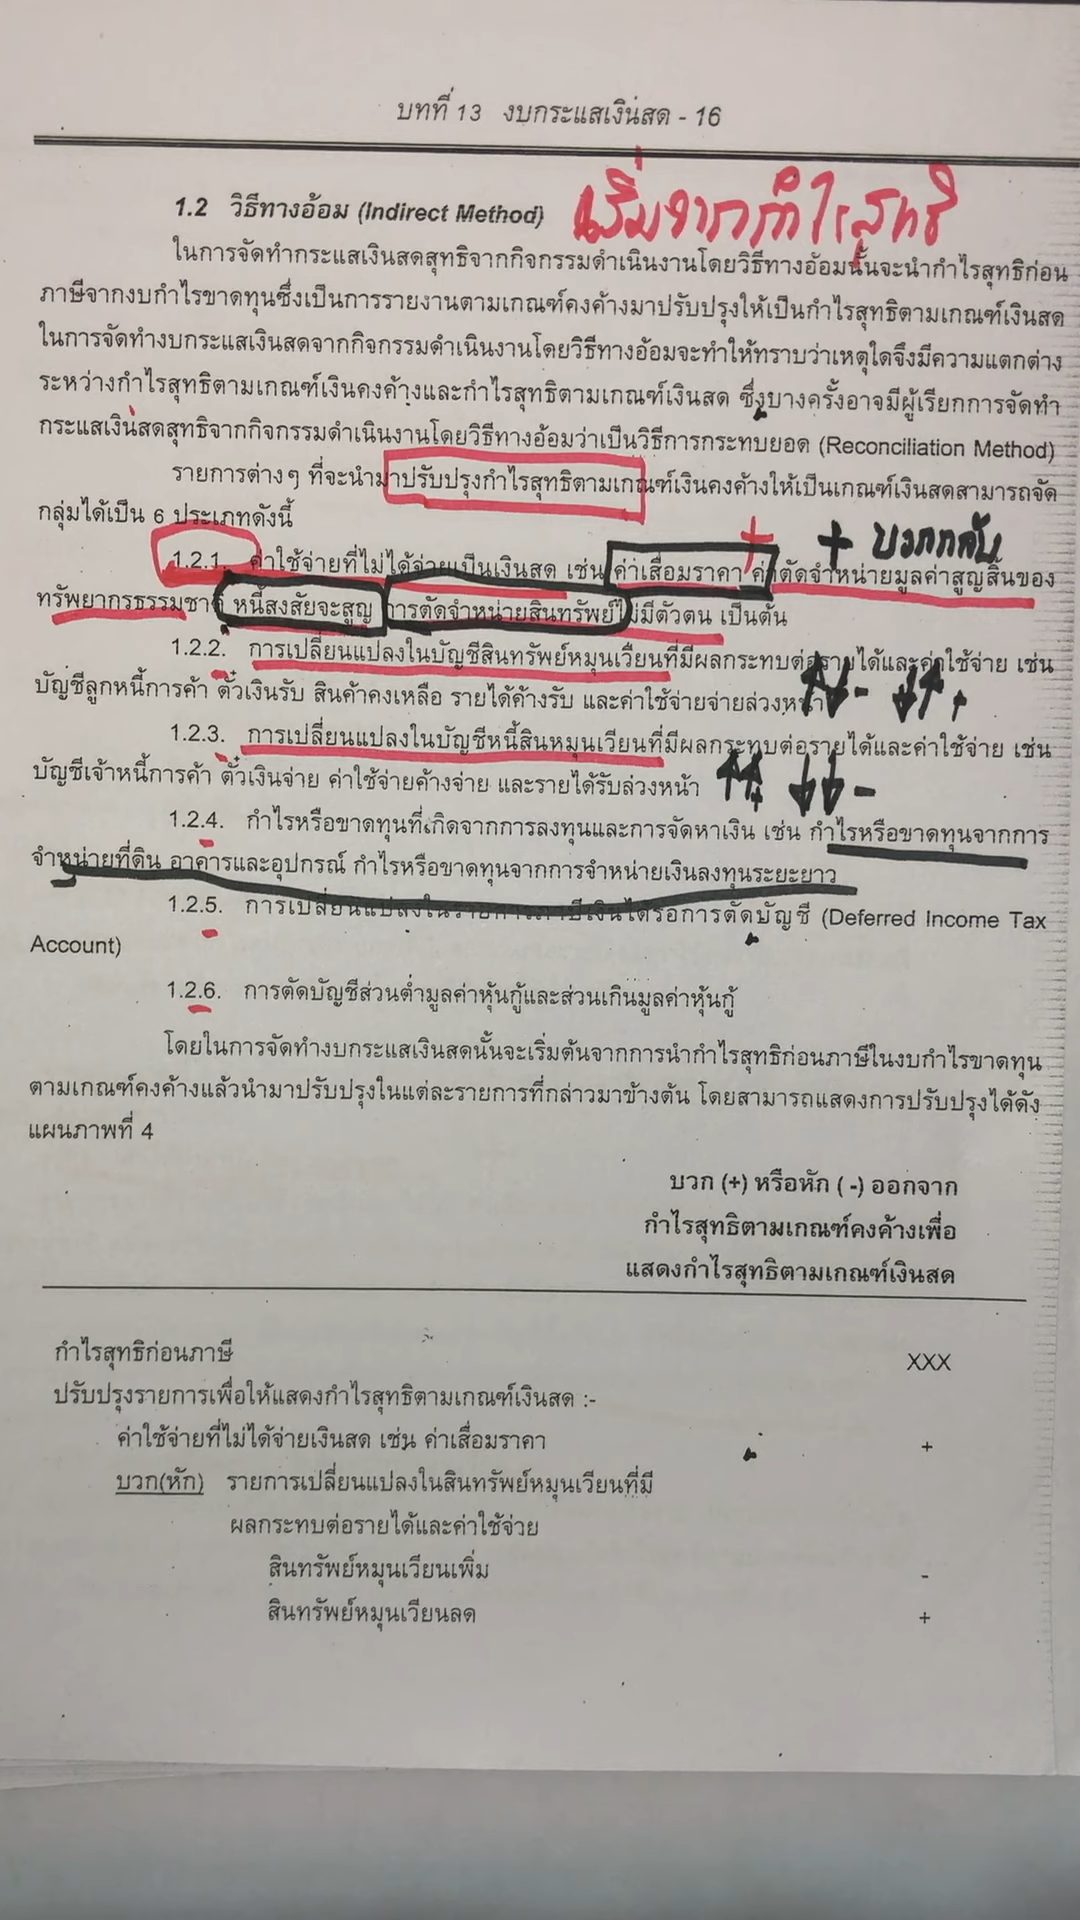 บทที่ 13 งบกระแสเงินสด - 16
1.2 วิธีทางอ้อม (Indirect Method) เริ่มจากกำไรสุทธิ
ในการจัดทำกระแสเงินสดสุทธิจากกิจกรรมดำเนินงานโดยวิธีทางอ้อมนั้นจะนำกำไรสุทธิก่อน
ภาษีจากงบกำไรขาดทุนซึ่งเป็นการรายงานตามเกณฑ์คงค้างมาปรับปรุงให้เป็นกำไรสุทธิตามเกณฑ์เงินสด
ในการจัดทำงบกระแสเงินสดจากกิจกรรมดำเนินงานโดยวิธีทางอ้อมจะทำให้ทราบว่าเหตุใดจึงมีความแตกต่าง
ระหว่างกำไรสุทธิตามเกณฑ์เงินคงค้างและกำไรสุทธิตามเกณฑ์เงินสด ซึ่งบางครั้งอาจมีผู้เรียกการจัดทำ
กระแสเงินสดสุทธิจากกิจกรรมดำเนินงานโดยวิธีทางอ้อมว่าเป็นวิธีการกระทบยอด (Reconciliation Method)
รายการต่างๆ ที่จะนำมาปรับปรุงกำไรสุทธิตามเกณฑ์เงินคงค้างให้เป็นเกณฑ์เงินสดสามารถจัด
กลุ่มได้เป็น 6 ประเภทดังนี้
+ + บวกกลับ
1.2.1. ค่าใช้จ่ายที่ไม่ได้จ่ายเป็นเงินสด เช่น ค่าเสื่อมราคา ค่าตัดจำหน่ายมูลค่าสูญสิ้นของ
ทรัพยากรธรรมชาติ หนี้สงสัยจะสูญ การตัดจำหน่ายสินทรัพย์ไม่มีตัวตน เป็นต้น
1.2.2. การเปลี่ยนแปลงในบัญชีสินทรัพย์หมุนเวียนที่มีผลกระทบต่อรายได้และค่าใช้จ่าย เช่น
บัญชีลูกหนี้การค้า ตั๋วเงินรับ สินค้าคงเหลือ รายได้ค้างรับ และค่าใช้จ่ายจ่ายล่วงหน้า ↑↓ - ↓↑ +
1.2.3. การเปลี่ยนแปลงในบัญชีหนี้สินหมุนเวียนที่มีผลกระทบต่อรายได้และค่าใช้จ่าย เช่น
บัญชีเจ้าหนี้การค้า ตั๋วเงินจ่าย ค่าใช้จ่ายค้างจ่าย และรายได้รับล่วงหน้า ↑↑ + ↓↓ -
1.2.4. กำไรหรือขาดทุนที่เกิดจากการลงทุนและการจัดหาเงิน เช่น กำไรหรือขาดทุนจากการ
จำหน่ายที่ดิน อาคารและอุปกรณ์ กำไรหรือขาดทุนจากการจำหน่ายเงินลงทุนระยะยาว
1.2.5. การเปลี่ยนแปลงในรายการภาษีเงินได้รอการตัดบัญชี (Deferred Income Tax
Account)
1.2.6. การตัดบัญชีส่วนต่ำมูลค่าหุ้นกู้และส่วนเกินมูลค่าหุ้นกู้
โดยในการจัดทำงบกระแสเงินสดนั้นจะเริ่มต้นจากการนำกำไรสุทธิก่อนภาษีในงบกำไรขาดทุน
ตามเกณฑ์คงค้างแล้วนำมาปรับปรุงในแต่ละรายการที่กล่าวมาข้างต้น โดยสามารถแสดงการปรับปรุงได้ดัง
แผนภาพที่ 4
บวก (+) หรือหัก (-) ออกจาก
กำไรสุทธิตามเกณฑ์คงค้างเพื่อ
แสดงกำไรสุทธิตามเกณฑ์เงินสด
กำไรสุทธิก่อนภาษี XXX
ปรับปรุงรายการเพื่อให้แสดงกำไรสุทธิตามเกณฑ์เงินสด :-
ค่าใช้จ่ายที่ไม่ได้จ่ายเงินสด เช่น ค่าเสื่อมราคา +
บวก(หัก) รายการเปลี่ยนแปลงในสินทรัพย์หมุนเวียนที่มี
ผลกระทบต่อรายได้และค่าใช้จ่วย
สินทรัพย์หมุนเวียนเพิ่ม -
สินทรัพย์หมุนเวียนลด +